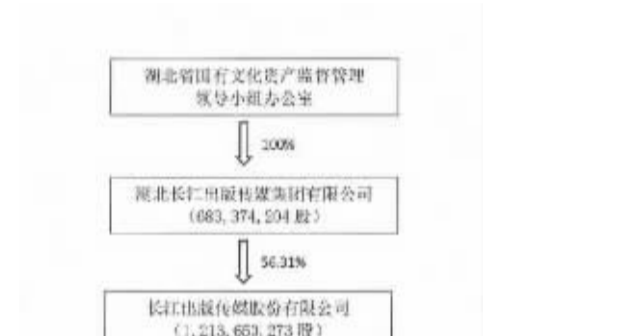 湖北省国有文化资产监督管理
领导小组办公室
100%
湖北长江出版传媒集团有限公司
(683,374,204 股)
56.31%
长江出版传媒股份有限公司
(1,213,653,273 股)